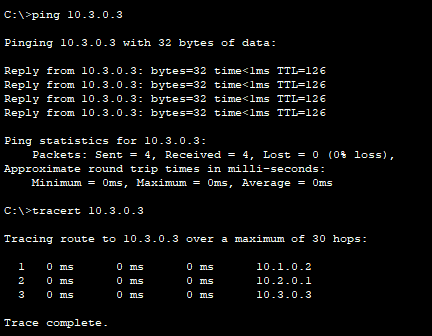 C:\>ping 10.3.0.3
Pinging 10.3.0.3 with 32 bytes of data:
Reply from 10.3.0.3: bytes=32 time<1ms TTL=126
Reply from 10.3.0.3: bytes=32 time<1ms TTL=126
Reply from 10.3.0.3: bytes=32 time<1ms TTL=126
Reply from 10.3.0.3: bytes=32 time<1ms TTL=126
Ping statistics for 10.3.0.3:
    Packets: Sent = 4, Received = 4, Lost = 0 (0% loss),
Approximate round trip times in milli-seconds:
    Minimum = 0ms, Maximum = 0ms, Average = 0ms
C:\>tracert 10.3.0.3
Tracing route to 10.3.0.3 over a maximum of 30 hops:
  1   0 ms      0 ms      0 ms      10.1.0.2
  2   0 ms      0 ms      0 ms      10.2.0.1
  3   0 ms      0 ms      0 ms      10.3.0.3
Trace complete.